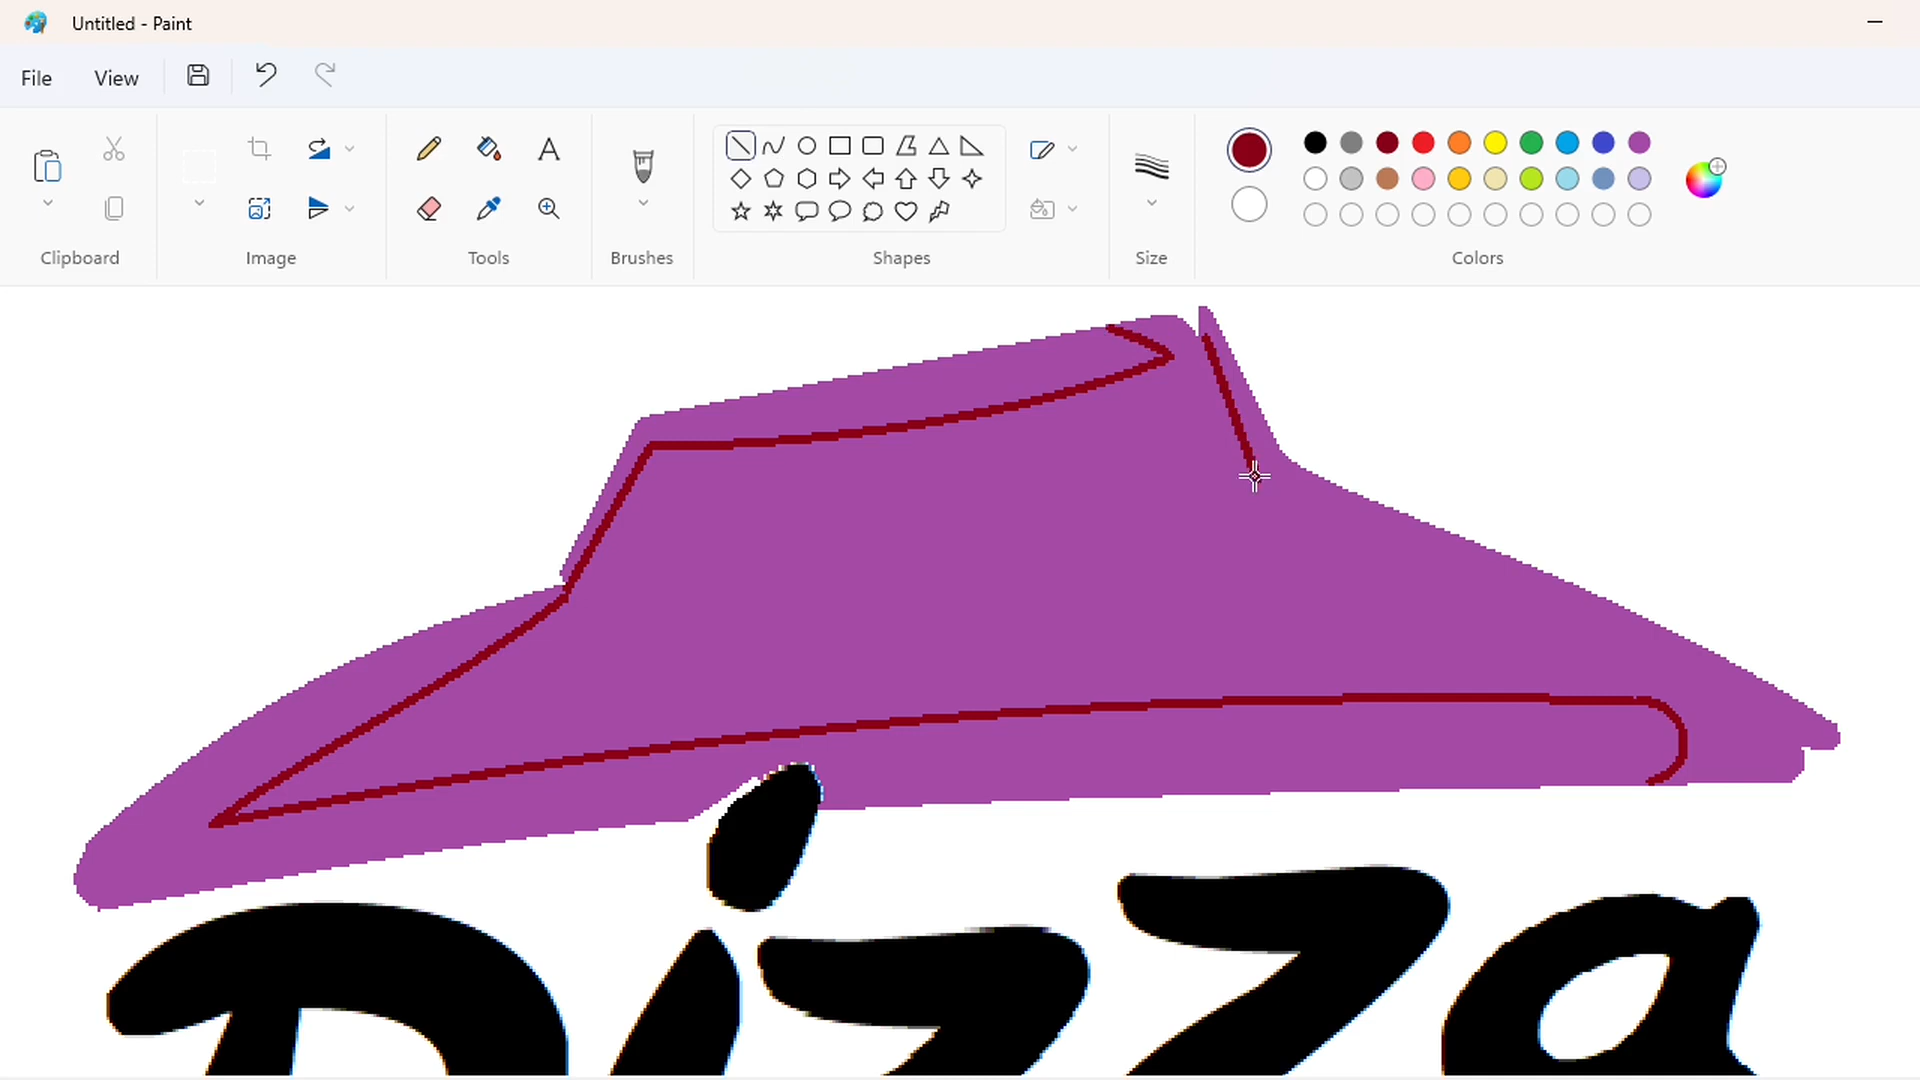 Untitled - Paint
File View
Clipboard Image Tools Brushes Shapes Size Colors
Pizza